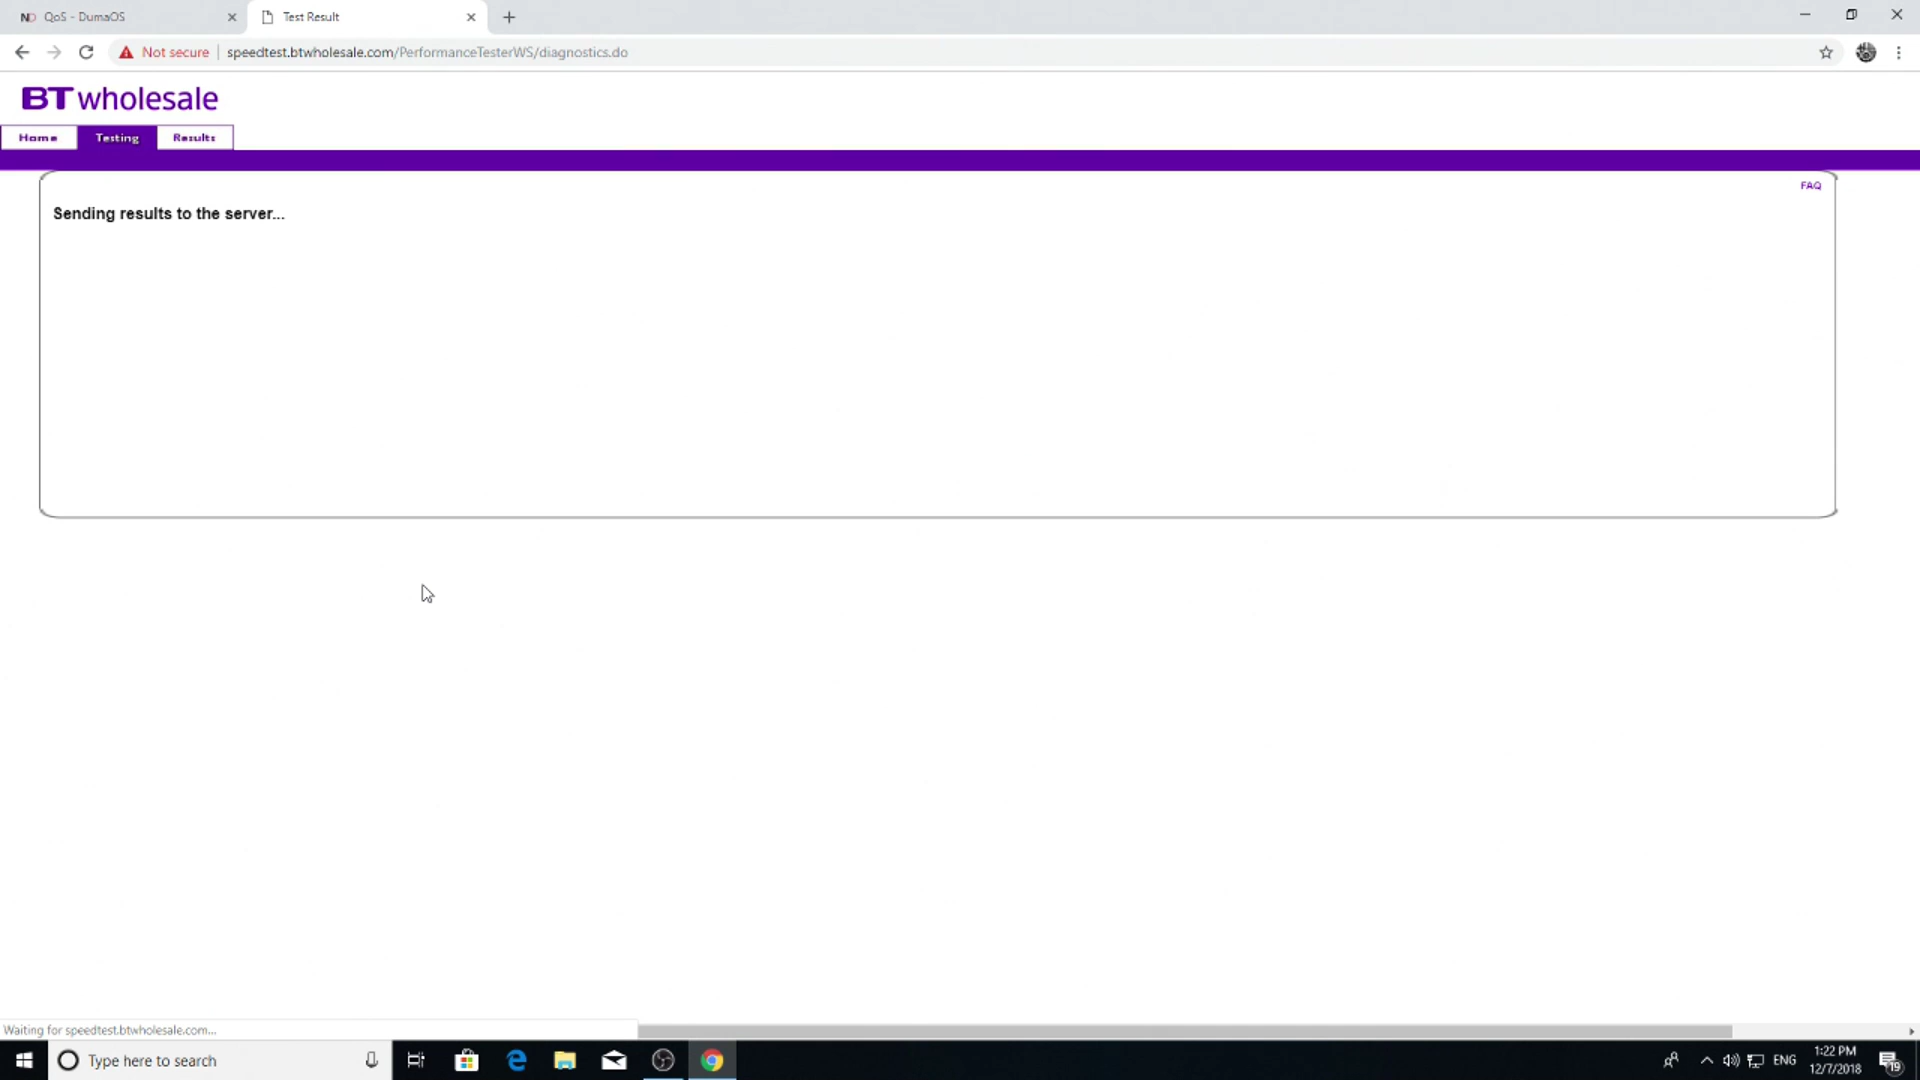 QoS - DumaOS
Test Result
Not secure
speedtest.btwholesale.com/PerformanceTesterWS/diagnostics.do
BT wholesale
Home
Testing
Results
FAQ
Sending results to the server...
Waiting for speedtest.btwholesale.com...
Type here to search
ENG
1:22 PM
12/7/2018
19